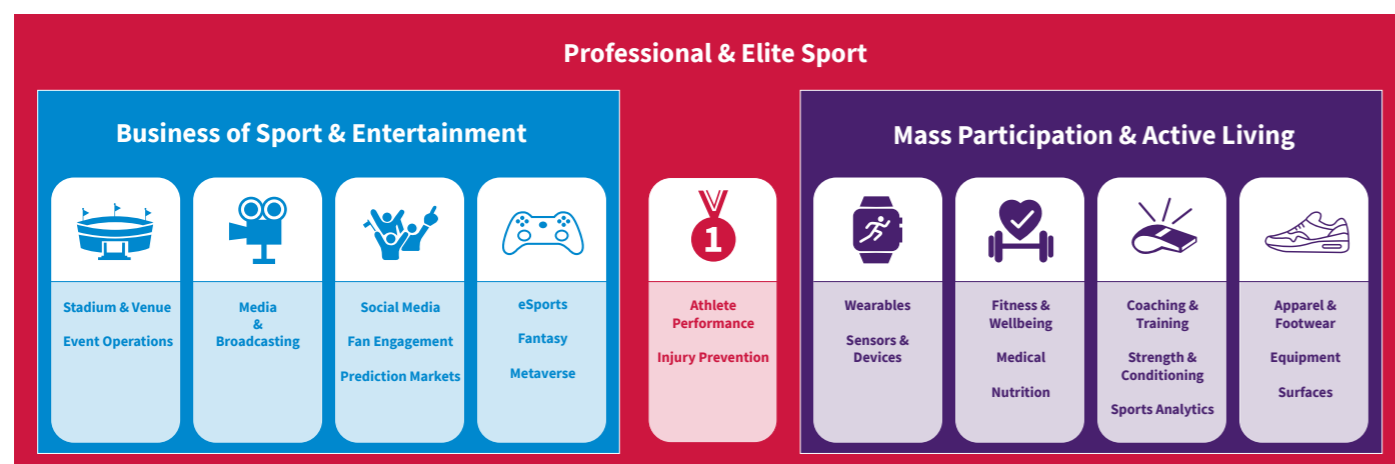 Professional & Elite Sport
Business of Sport & Entertainment
Stadium & Venue
Event Operations
Media
&
Broadcasting
Social Media
Fan Engagement
Prediction Markets
eSports
Fantasy
Metaverse
1
Athlete
Performance
Injury Prevention
Mass Participation & Active Living
Wearables
Sensors &
Devices
Fitness &
Wellbeing
Medical
Nutrition
Coaching &
Training
Strength &
Conditioning
Sports Analytics
Apparel &
Footwear
Equipment
Surfaces